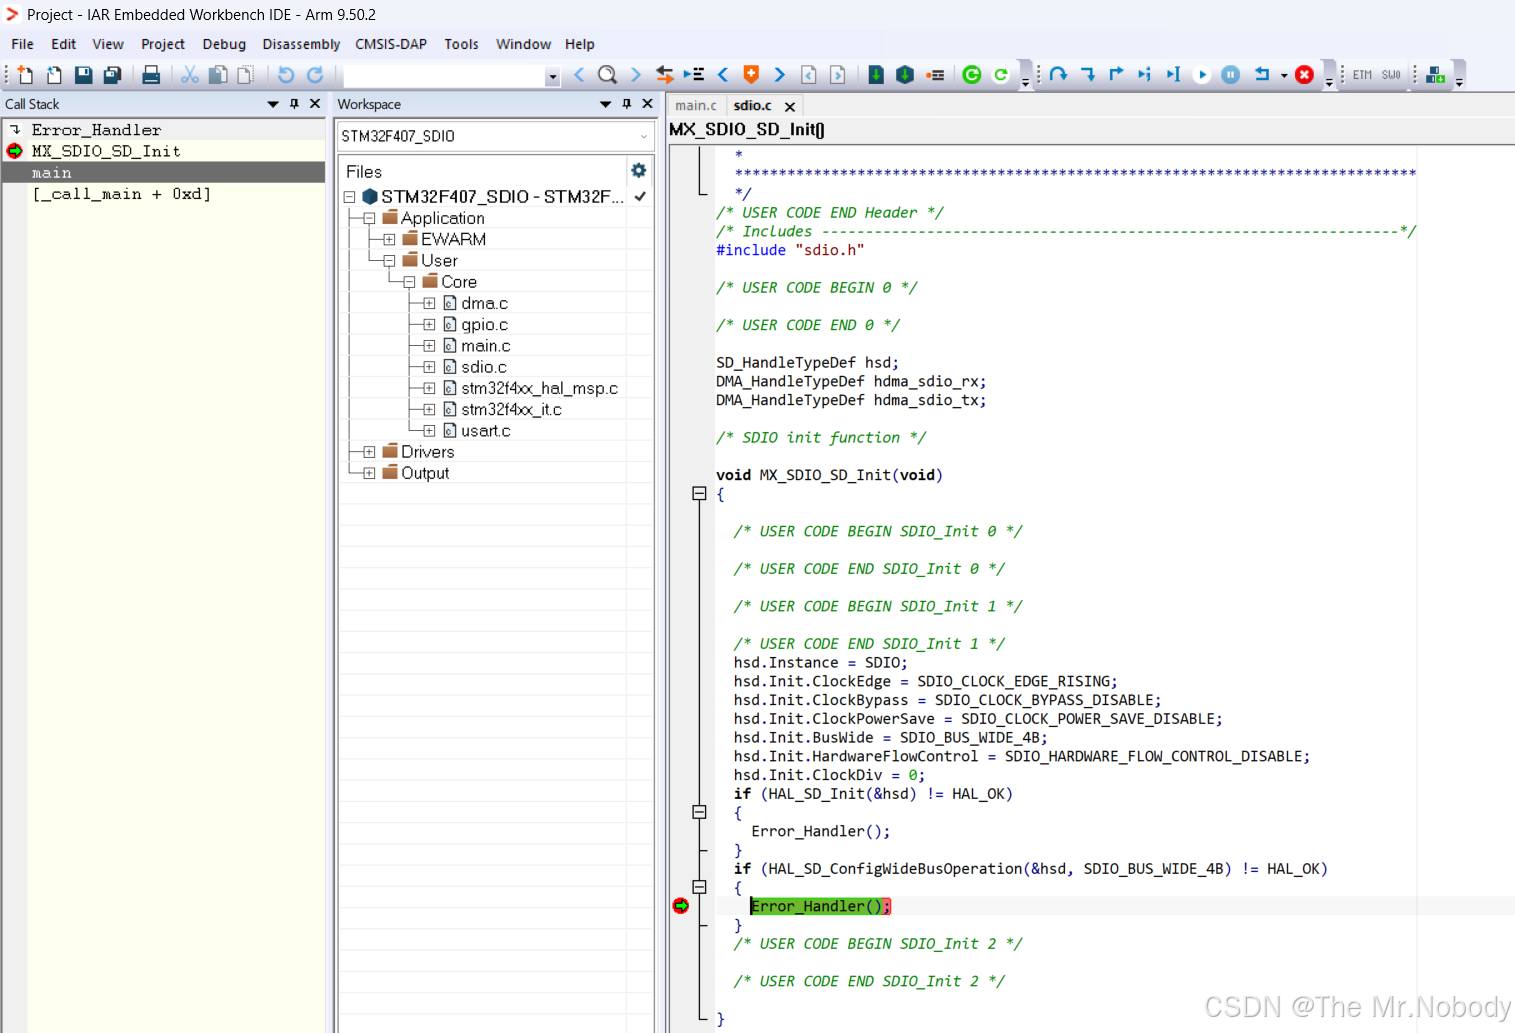 Project - IAR Embedded Workbench IDE - Arm 9.50.2
File Edit View Project Debug Disassembly CMSIS-DAP Tools Window Help
ETM SWO
Call Stack
Error_Handler
MX_SDIO_SD_Init
main
[_call_main + 0xd]
Workspace
STM32F407_SDIO
Files
STM32F407_SDIO - STM32F...
Application
EWARM
User
Core
dma.c
gpio.c
main.c
sdio.c
stm32f4xx_hal_msp.c
stm32f4xx_it.c
usart.c
Drivers
Output
main.c sdio.c
MX_SDIO_SD_Init()
*
******************************************************************************
*/
/* USER CODE END Header */
/* Includes ------------------------------------------------------------------*/
#include "sdio.h"
/* USER CODE BEGIN 0 */
/* USER CODE END 0 */
SD_HandleTypeDef hsd;
DMA_HandleTypeDef hdma_sdio_rx;
DMA_HandleTypeDef hdma_sdio_tx;
/* SDIO init function */
void MX_SDIO_SD_Init(void)
{
/* USER CODE BEGIN SDIO_Init 0 */
/* USER CODE END SDIO_Init 0 */
/* USER CODE BEGIN SDIO_Init 1 */
/* USER CODE END SDIO_Init 1 */
hsd.Instance = SDIO;
hsd.Init.ClockEdge = SDIO_CLOCK_EDGE_RISING;
hsd.Init.ClockBypass = SDIO_CLOCK_BYPASS_DISABLE;
hsd.Init.ClockPowerSave = SDIO_CLOCK_POWER_SAVE_DISABLE;
hsd.Init.BusWide = SDIO_BUS_WIDE_4B;
hsd.Init.HardwareFlowControl = SDIO_HARDWARE_FLOW_CONTROL_DISABLE;
hsd.Init.ClockDiv = 0;
if (HAL_SD_Init(&hsd) != HAL_OK)
{
Error_Handler();
}
if (HAL_SD_ConfigWideBusOperation(&hsd, SDIO_BUS_WIDE_4B) != HAL_OK)
{
Error_Handler();
}
/* USER CODE BEGIN SDIO_Init 2 */
/* USER CODE END SDIO_Init 2 */
}
CSDN @The Mr.Nobody